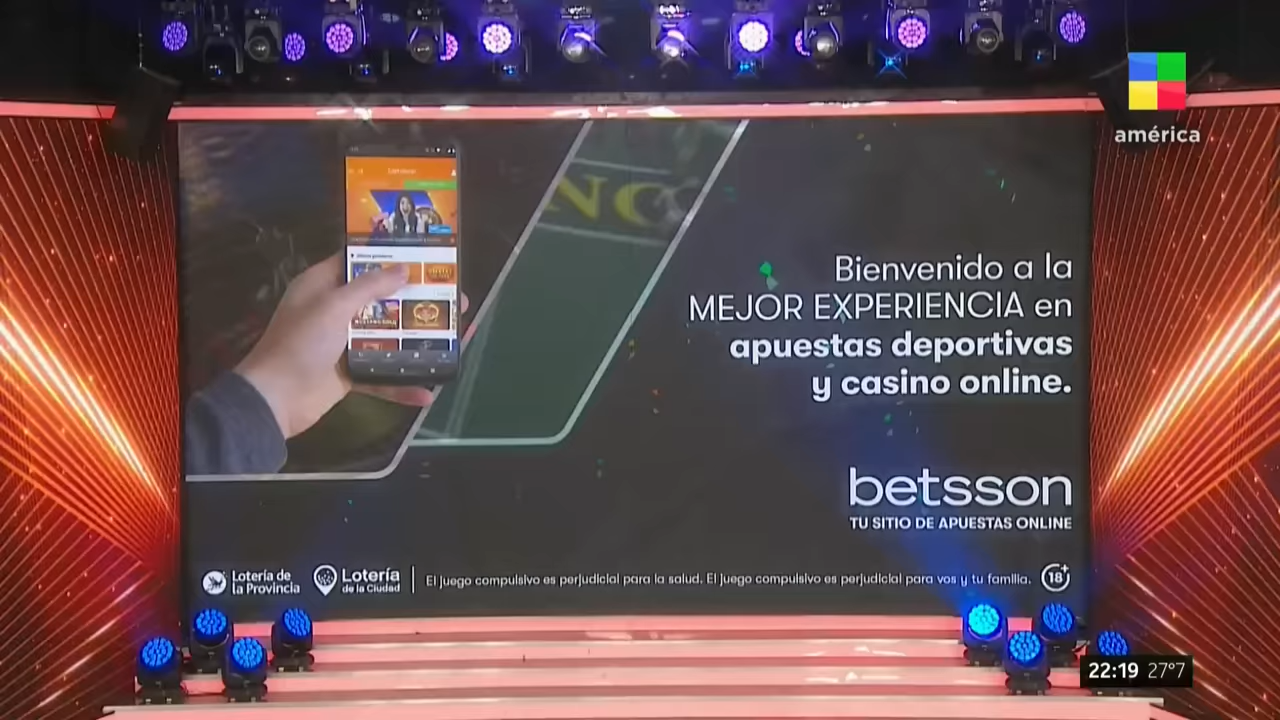 américa
NC
Bienvenido a la
MEJOR EXPERIENCIA en
apuestas deportivas
y casino online.
betsson
TU SITIO DE APUESTAS ONLINE
Lotería de
la Provincia
Lotería
de la Ciudad
El juego compulsivo es perjudicial para la salud. El juego compulsivo es perjudicial para vos y tu familia.
18+
22:19 27°7